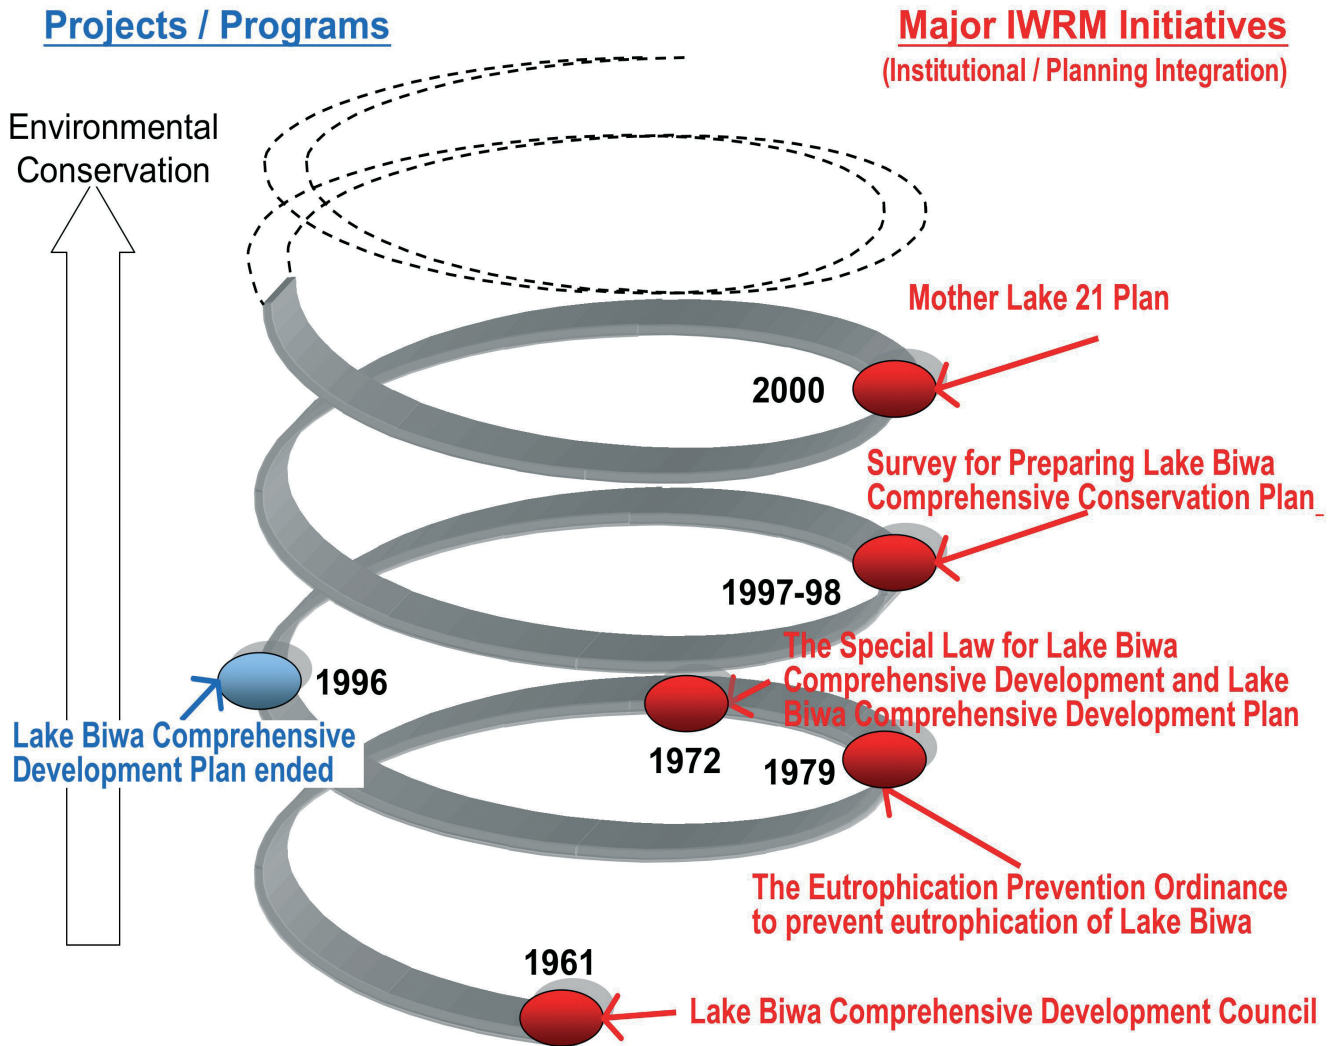 Projects / Programs
Major IWRM Initiatives
(Institutional / Planning Integration)
Environmental
Conservation
Mother Lake 21 Plan
2000
Survey for Preparing Lake Biwa
Comprehensive Conservation Plan_
1997-98
The Special Law for Lake Biwa
Comprehensive Development and Lake
Biwa Comprehensive Development Plan
1996
Lake Biwa Comprehensive
Development Plan ended
1972
1979
The Eutrophication Prevention Ordinance
to prevent eutrophication of Lake Biwa
1961
Lake Biwa Comprehensive Development Council